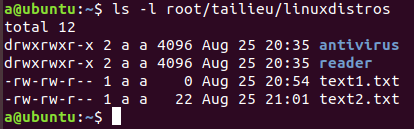 a@ubuntu:~$ ls -l root/tailieu/linuxdistros
total 12
drwxrwxr-x 2 a a 4096 Aug 25 20:35 antivirus
drwxrwxr-x 2 a a 4096 Aug 25 20:35 reader
-rw-rw-r-- 1 a a    0 Aug 25 20:54 text1.txt
-rw-rw-r-- 1 a a   22 Aug 25 21:01 text2.txt
a@ubuntu:~$